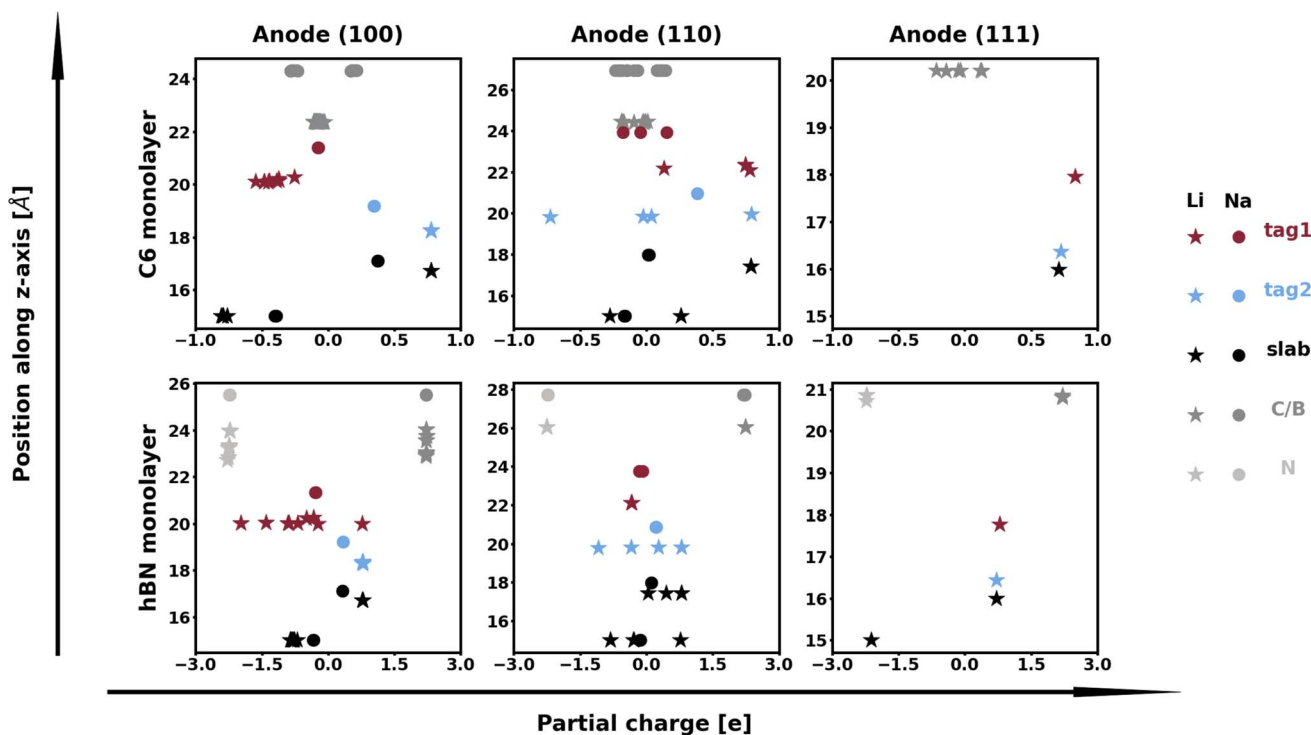 Anode (100) Anode (110) Anode (111)
Position along z-axis [Å]
C6 monolayer
24
22
20
18
16
−1.0 −0.5 0.0 0.5 1.0
26
24
22
20
18
16
−1.0 −0.5 0.0 0.5 1.0
20
19
18
17
16
15
−1.0 −0.5 0.0 0.5 1.0
hBN monolayer
26
24
22
20
18
16
−3.0 −1.5 0.0 1.5 3.0
28
26
24
22
20
18
16
−3.0 −1.5 0.0 1.5 3.0
21
20
19
18
17
16
15
−3.0 −1.5 0.0 1.5 3.0
Partial charge [e]
Li Na
tag1
tag2
slab
C/B
N